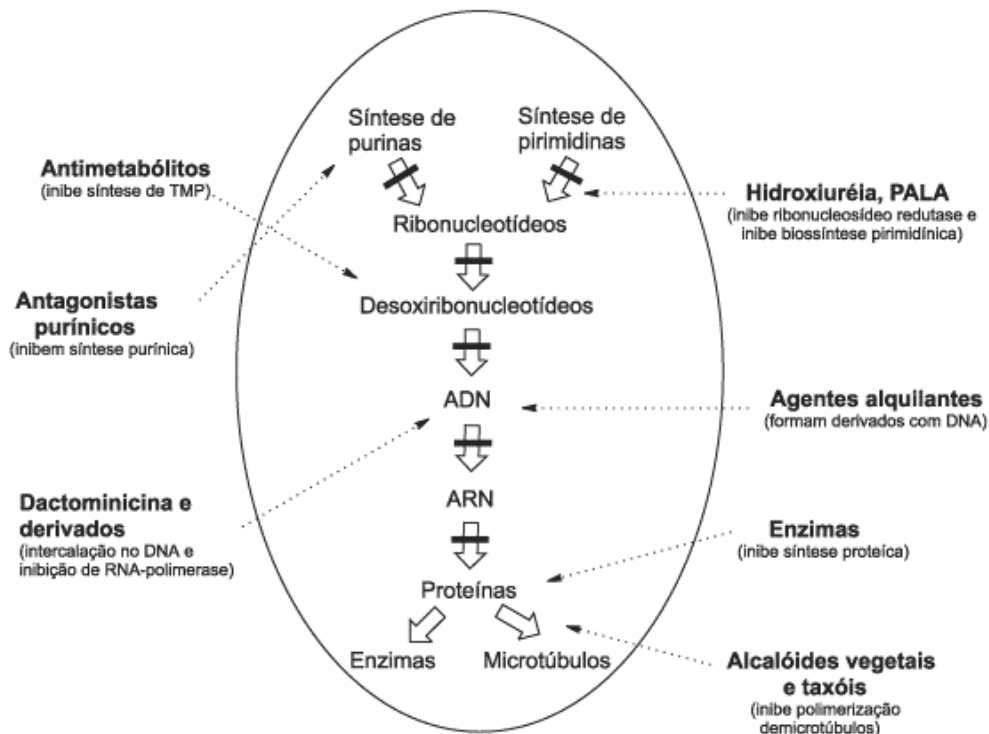 Síntese de
purinas
Síntese de
pirimidinas
Antimetabólitos
(inibe síntese de TMP)
Hidroxiuréia, PALA
(inibe ribonucleosídeo redutase e
inibe biossíntese pirimidínica)
Ribonucleotídeos
Antagonistas
purínicos
(inibem síntese purínica)
Desoxiribonucleotídeos
ADN
Agentes alquilantes
(formam derivados com DNA)
Dactominicina e
derivados
(intercalação no DNA e
inibição de RNA-polimerase)
ARN
Enzimas
(inibe síntese proteíca)
Proteínas
Enzimas
Microtúbulos
Alcalóides vegetais
e taxóis
(inibe polimerização
demicrotúbulos)